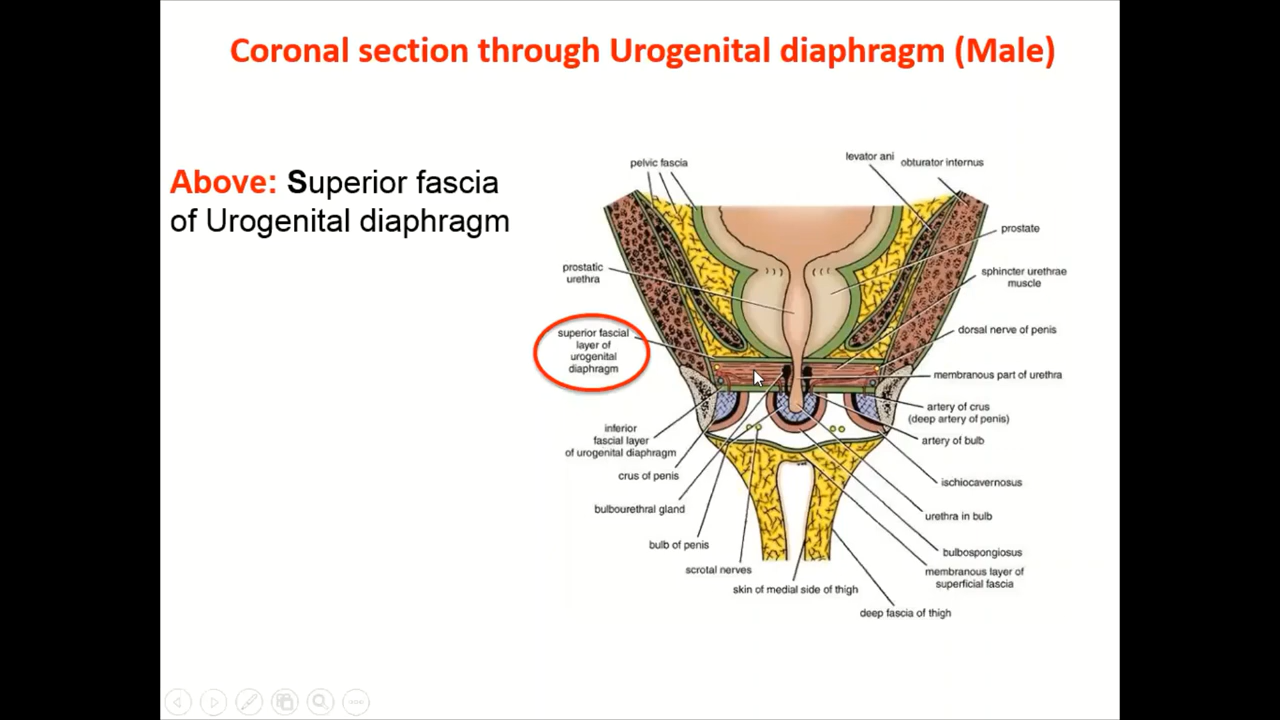 Coronal section through Urogenital diaphragm (Male)
Above: Superior fascia
of Urogenital diaphragm
pelvic fascia
levator ani
obturator internus
prostate
prostatic
urethra
sphincter urethrae
muscle
superior fascial
layer of
urogenital
diaphragm
dorsal nerve of penis
membranous part of urethra
artery of crus
(deep artery of penis)
inferior
fascial layer
of urogenital diaphragm
artery of bulb
crus of penis
ischiocavernosus
bulbourethral gland
urethra in bulb
bulb of penis
bulbospongiosus
scrotal nerves
membranous layer of
superficial fascia
skin of medial side of thigh
deep fascia of thigh